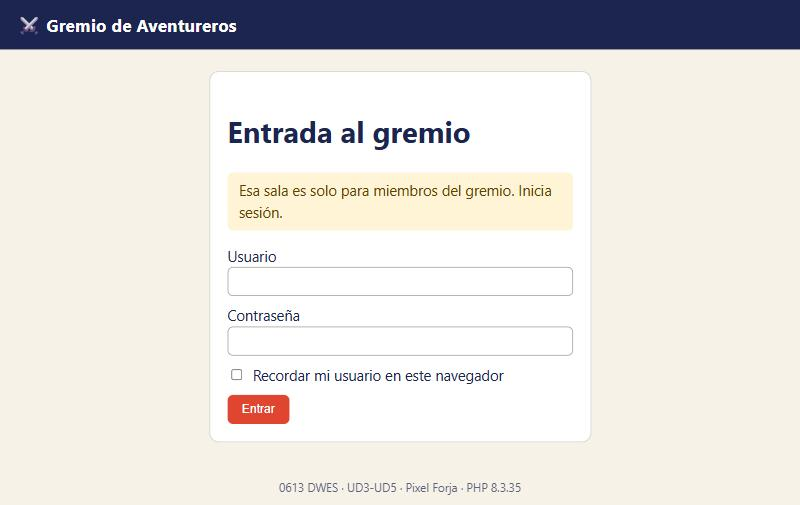 Gremio de Aventureros
Entrada al gremio
Esa sala es solo para miembros del gremio. Inicia
sesión.
Usuario
Contraseña
Recordar mi usuario en este navegador
Entrar
0613 DWES · UD3-UD5 · Pixel Forja · PHP 8.3.35